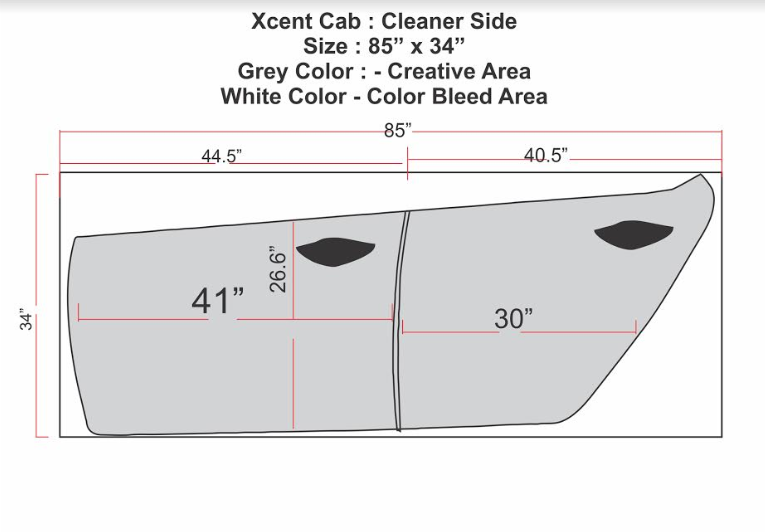 Xcent Cab : Cleaner Side
Size : 85” x 34”
Grey Color : - Creative Area
White Color - Color Bleed Area
85”
44.5”
40.5”
34”
26.6”
41”
30”